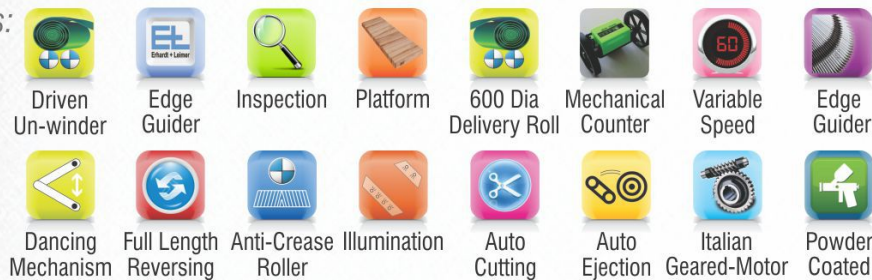 s:
EL
Erhardt + Leimer
60
Driven
Un-winder
Edge
Guider
Inspection
Platform
600 Dia
Delivery Roll
Mechanical
Counter
Variable
Speed
Edge
Guider
Dancing
Mechanism
Full Length
Reversing
Anti-Crease
Roller
Illumination
Auto
Cutting
Auto
Ejection
Italian
Geared-Motor
Powder
Coated